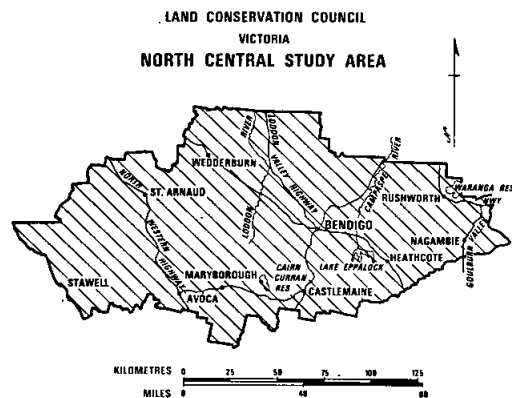 LAND CONSERVATION COUNCIL
VICTORIA
NORTH CENTRAL STUDY AREA
RIVER
LODDON
WEDDERBURN
VALLEY HIGHWAY
CAMPASPE
RIVER
NORTH
WESTERN
HIGHWAY
ST. ARNAUD
LODDON
WARANGA RES
RUSHWORTH
HWY
BENDIGO
NAGAMBIE
GOULBURN VALLEY
LAKE EPPALOCK
HEATHCOTE
STAWELL
MARYBOROUGH
CAIRN
CURRAN
RES
AVOCA
CASTLEMAINE
KILOMETRES 0 25 50 75 100 125
MILES 0 40 80